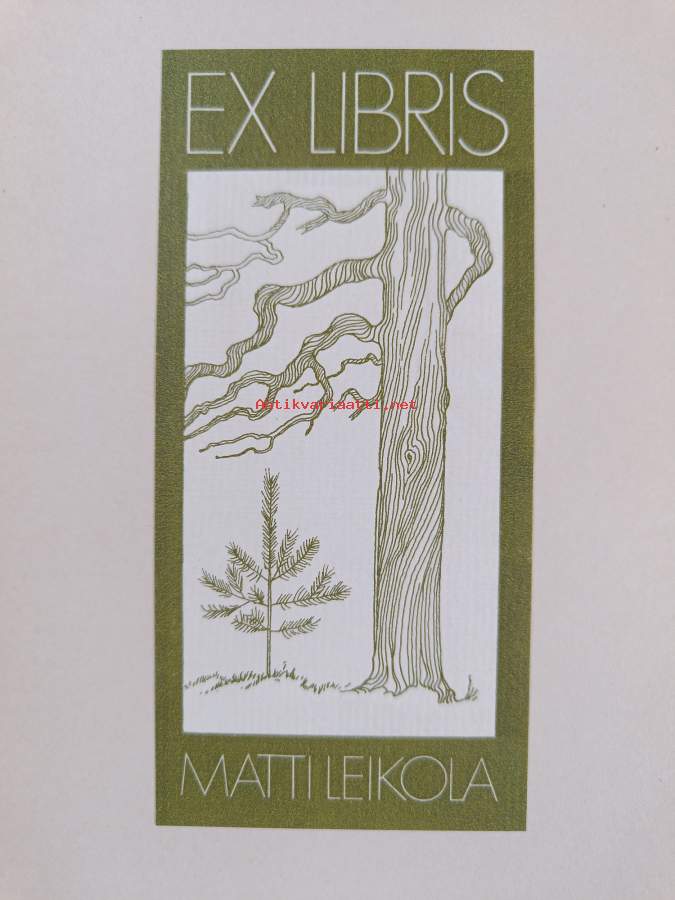 EX LIBRIS
Antikvariaatti.net
MATTI LEIKOLA